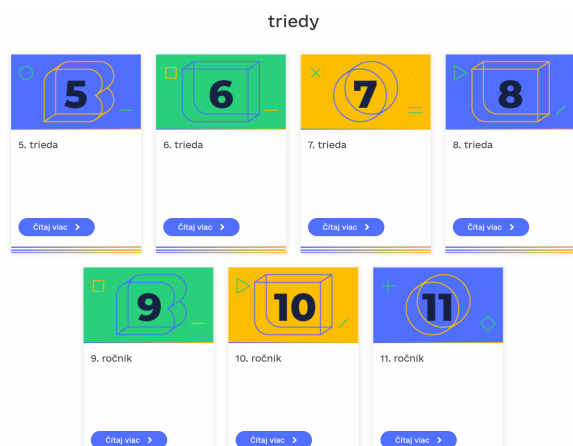 triedy
5
6
7
8
5. trieda
6. trieda
7. trieda
8. trieda
Čítaj viac
Čítaj viac
Čítaj viac
Čítaj viac
9
10
11
9. ročník
10. ročník
11. ročník
Čítaj viac
Čítaj viac
Čítaj viac